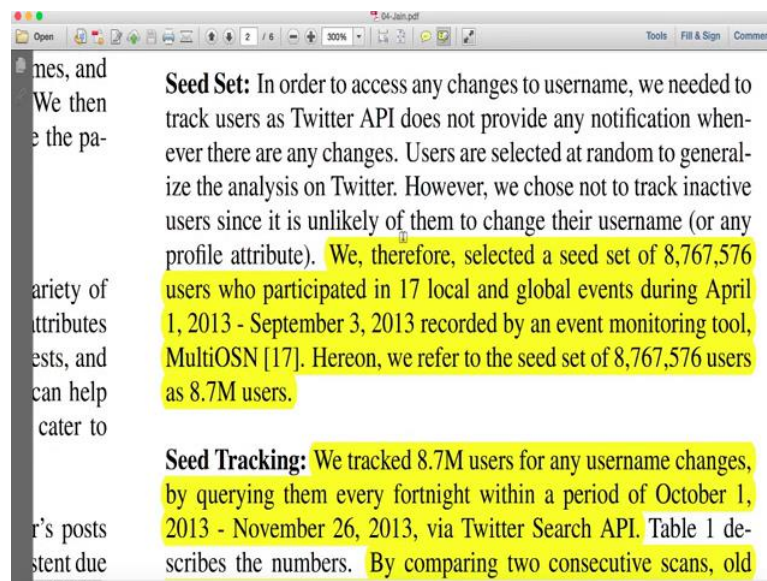 04-Jain.pdf
Open 2 / 6 300% Tools Fill & Sign Commen
mes, and
We then
e the pa-
ariety of
ttributes
ests, and
can help
cater to
r's posts
stent due
Seed Set: In order to access any changes to username, we needed to
track users as Twitter API does not provide any notification when-
ever there are any changes. Users are selected at random to general-
ize the analysis on Twitter. However, we chose not to track inactive
users since it is unlikely of them to change their username (or any
profile attribute). We, therefore, selected a seed set of 8,767,576
users who participated in 17 local and global events during April
1, 2013 - September 3, 2013 recorded by an event monitoring tool,
MultiOSN [17]. Hereon, we refer to the seed set of 8,767,576 users
as 8.7M users.
Seed Tracking: We tracked 8.7M users for any username changes,
by querying them every fortnight within a period of October 1,
2013 - November 26, 2013, via Twitter Search API. Table 1 de-
scribes the numbers. By comparing two consecutive scans, old